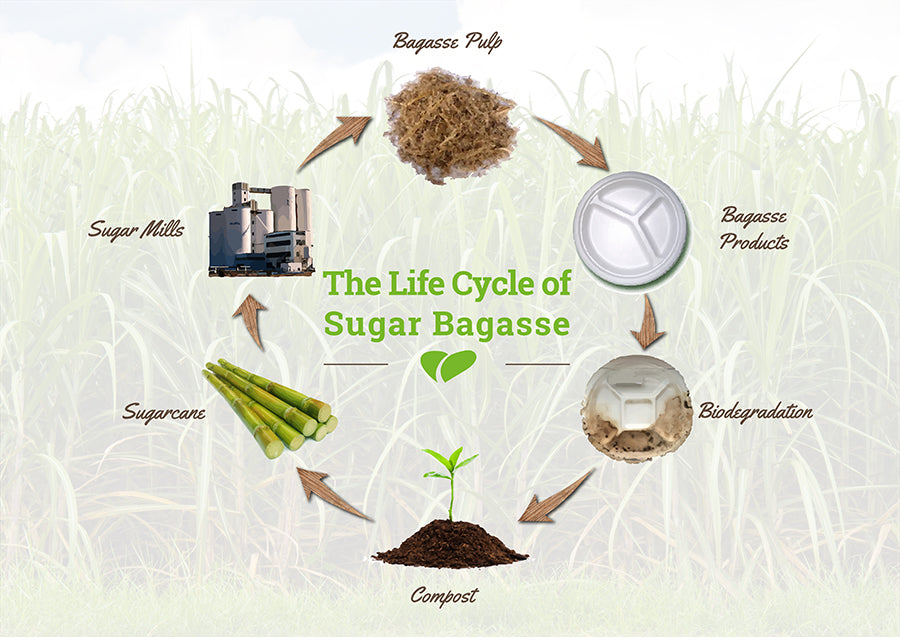 Bagasse Pulp
Sugar Mills
Bagasse
Products
The Life Cycle of
Sugar Bagasse
Sugarcane
Biodegradation
Compost